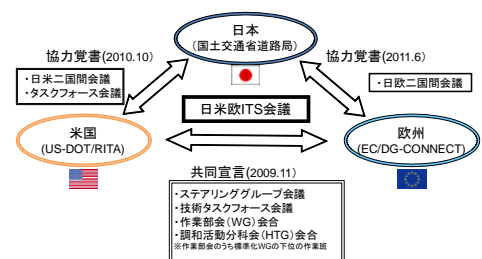 日本
(国土交通省道路局)
協力覚書(2010.10)
協力覚書(2011.6)
・日米二国間会議
・タスクフォース会議
・日欧二国間会議
日米欧ITS会議
米国
(US-DOT/RITA)
欧州
(EC/DG-CONNECT)
共同宣言(2009.11)
・ステアリンググループ会議
・技術タスクフォース会議
・作業部会(WG)会合
・調和活動分科会(HTG)会合
※作業部会のうち標準化WGの下位の作業班